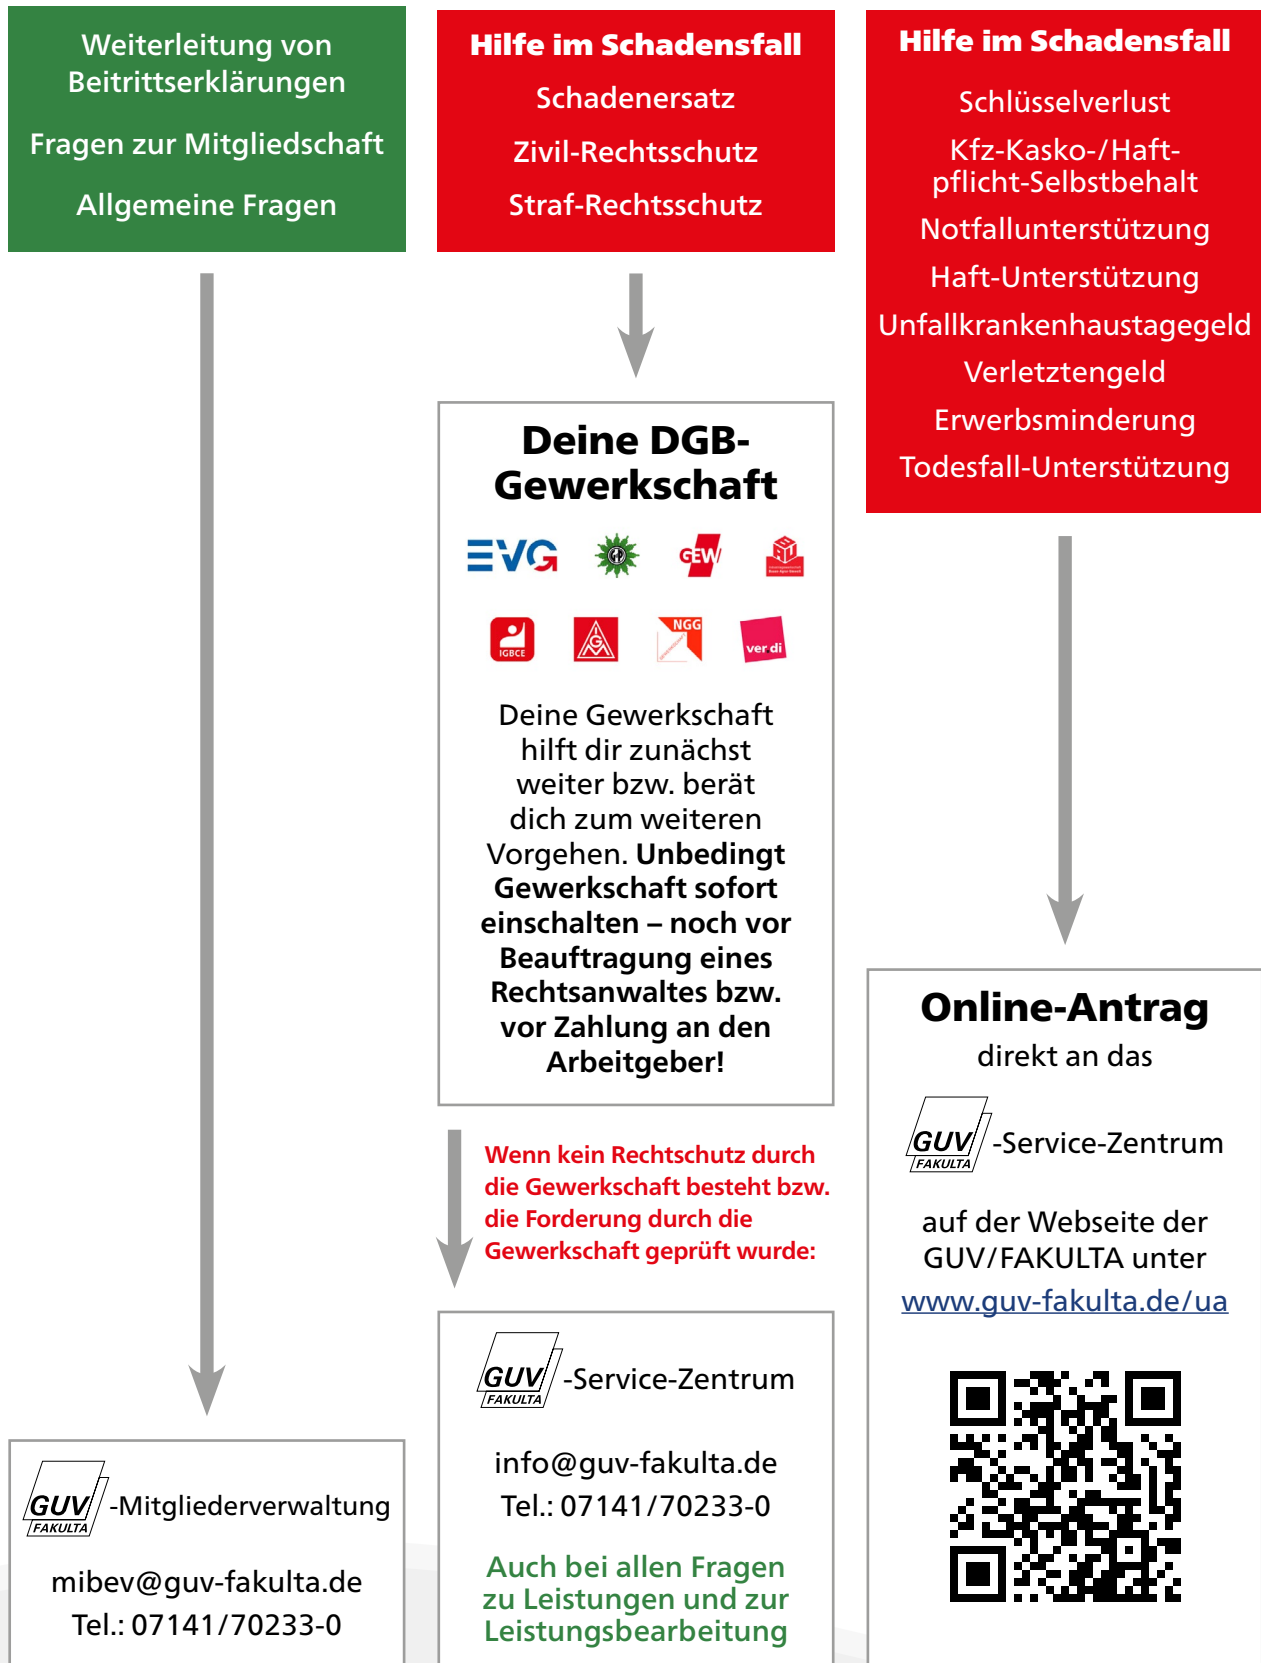 Weiterleitung von
Beitrittserklärungen
Fragen zur Mitgliedschaft
Allgemeine Fragen
Hilfe im Schadensfall
Schadenersatz
Zivil-Rechtsschutz
Straf-Rechtsschutz
Hilfe im Schadensfall
Schlüsselverlust
Kfz-Kasko-/Haft-
pflicht-Selbstbehalt
Notfallunterstützung
Haft-Unterstützung
Unfallkrankenhaustagegeld
Verletztengeld
Erwerbsminderung
Todesfall-Unterstützung
Deine DGB-
Gewerkschaft
EVG GdP GEW
IGBCE IGM NGG ver.di
Deine Gewerkschaft
hilft dir zunächst
weiter bzw. berät
dich zum weiteren
Vorgehen. Unbedingt
Gewerkschaft sofort
einschalten – noch vor
Beauftragung eines
Rechtsanwaltes bzw.
vor Zahlung an den
Arbeitgeber!
Wenn kein Rechtschutz durch
die Gewerkschaft besteht bzw.
die Forderung durch die
Gewerkschaft geprüft wurde:
GUV
FAKULTA
-Service-Zentrum
info@guv-fakulta.de
Tel.: 07141/70233-0
Auch bei allen Fragen
zu Leistungen und zur
Leistungsbearbeitung
Online-Antrag
direkt an das
GUV
FAKULTA
-Service-Zentrum
auf der Webseite der
GUV/FAKULTA unter
www.guv-fakulta.de/ua
GUV
FAKULTA
-Mitgliederverwaltung
mibev@guv-fakulta.de
Tel.: 07141/70233-0